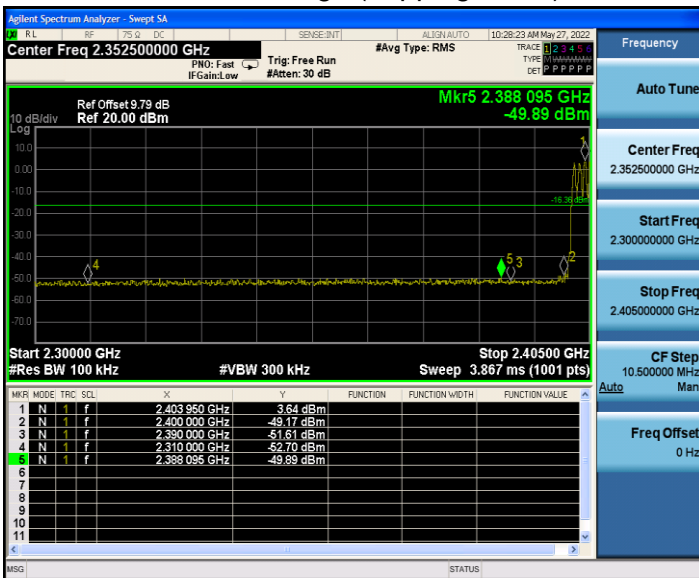 Agilent Spectrum Analyzer - Swept SA
RL RF 75 Ω DC SENSE:INT ALIGN AUTO 10:28:23 AM May 27, 2022
Center Freq 2.352500000 GHz #Avg Type: RMS TRACE 1 2 3 4 5 6
PNO: Fast Trig: Free Run TYPE M
IFGain:Low #Atten: 30 dB DET P P P P P P
Mkr5 2.388 095 GHz
-49.89 dBm
Ref Offset 9.79 dB
10 dB/div Ref 20.00 dBm
Log
10.0
0.00
-10.0
-16.36 dBm
-20.0
-30.0
-40.0
-50.0
-60.0
-70.0
1
2
5 3
4
Start 2.30000 GHz Stop 2.40500 GHz
#Res BW 100 kHz #VBW 300 kHz Sweep 3.867 ms (1001 pts)
MKR MODE TRC SCL X Y FUNCTION FUNCTION WIDTH FUNCTION VALUE
1 N 1 f 2.403 950 GHz 3.64 dBm
2 N 1 f 2.400 000 GHz -49.17 dBm
3 N 1 f 2.390 000 GHz -51.61 dBm
4 N 1 f 2.310 000 GHz -52.70 dBm
5 N 1 f 2.388 095 GHz -49.89 dBm
6
7
8
9
10
11
MSG STATUS
Frequency
Auto Tune
Center Freq
2.352500000 GHz
Start Freq
2.300000000 GHz
Stop Freq
2.405000000 GHz
CF Step
10.500000 MHz
Auto Man
Freq Offset
0 Hz